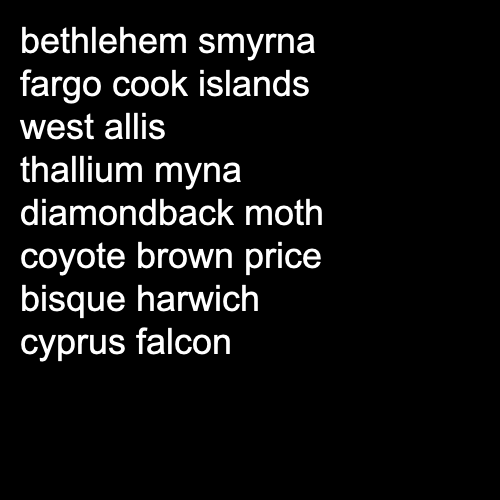 bethlehem smyrna
fargo cook islands
west allis
thallium myna
diamondback moth
coyote brown price
bisque harwich
cyprus falcon